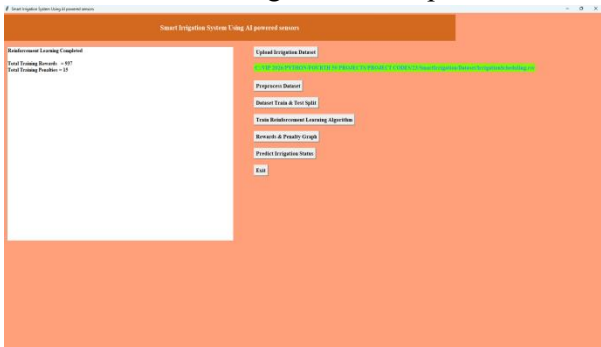 Smart Irrigation System Using AI powered sensors
Smart Irrigation System Using AI powered sensors
Reinforcement Learning Completed
Total Training Rewards = 937
Total Training Penalties = 15
Upload Irrigation Dataset
Preprocess Dataset
Dataset Train & Test Split
Train Reinforcement Learning Algorithm
Rewards & Penalty Graph
Predict Irrigation Status
Exit